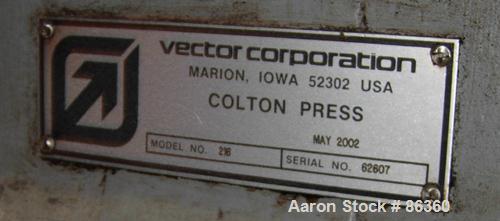 vector corporation
MARION, IOWA 52302 USA
COLTON PRESS
MAY 2002
MODEL NO. 216 SERIAL NO. 62607
Aaron Stock # 86360